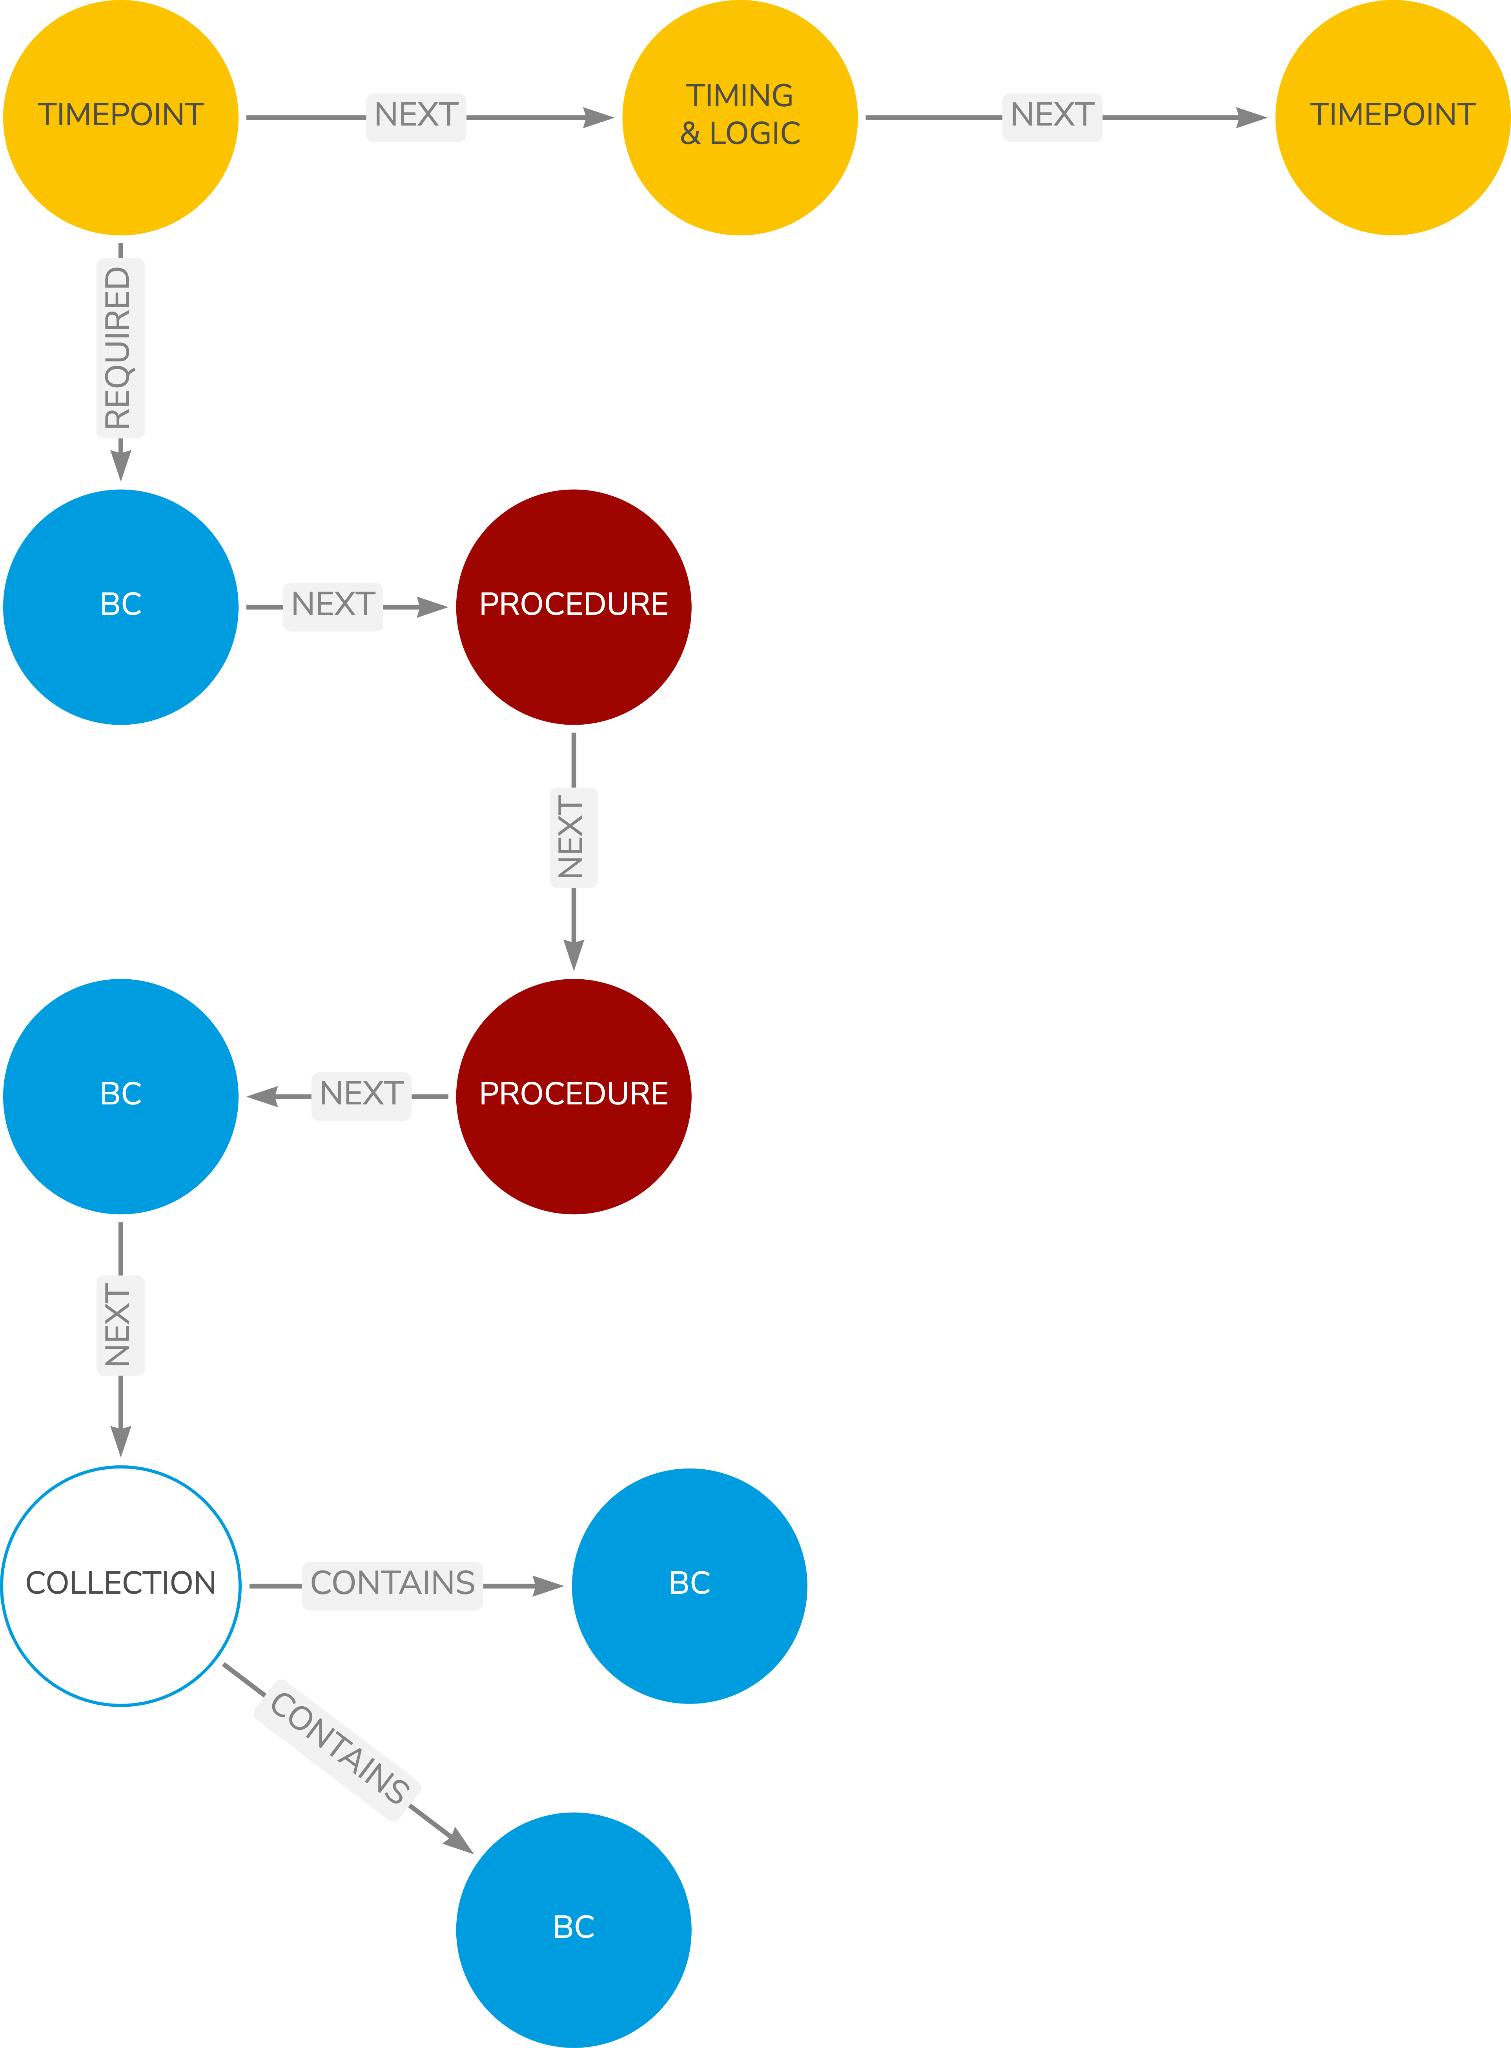 TIMEPOINT
NEXT
TIMING
& LOGIC
NEXT
TIMEPOINT
REQUIRED
BC
NEXT
PROCEDURE
NEXT
BC
NEXT
PROCEDURE
NEXT
COLLECTION
CONTAINS
BC
CONTAINS
BC